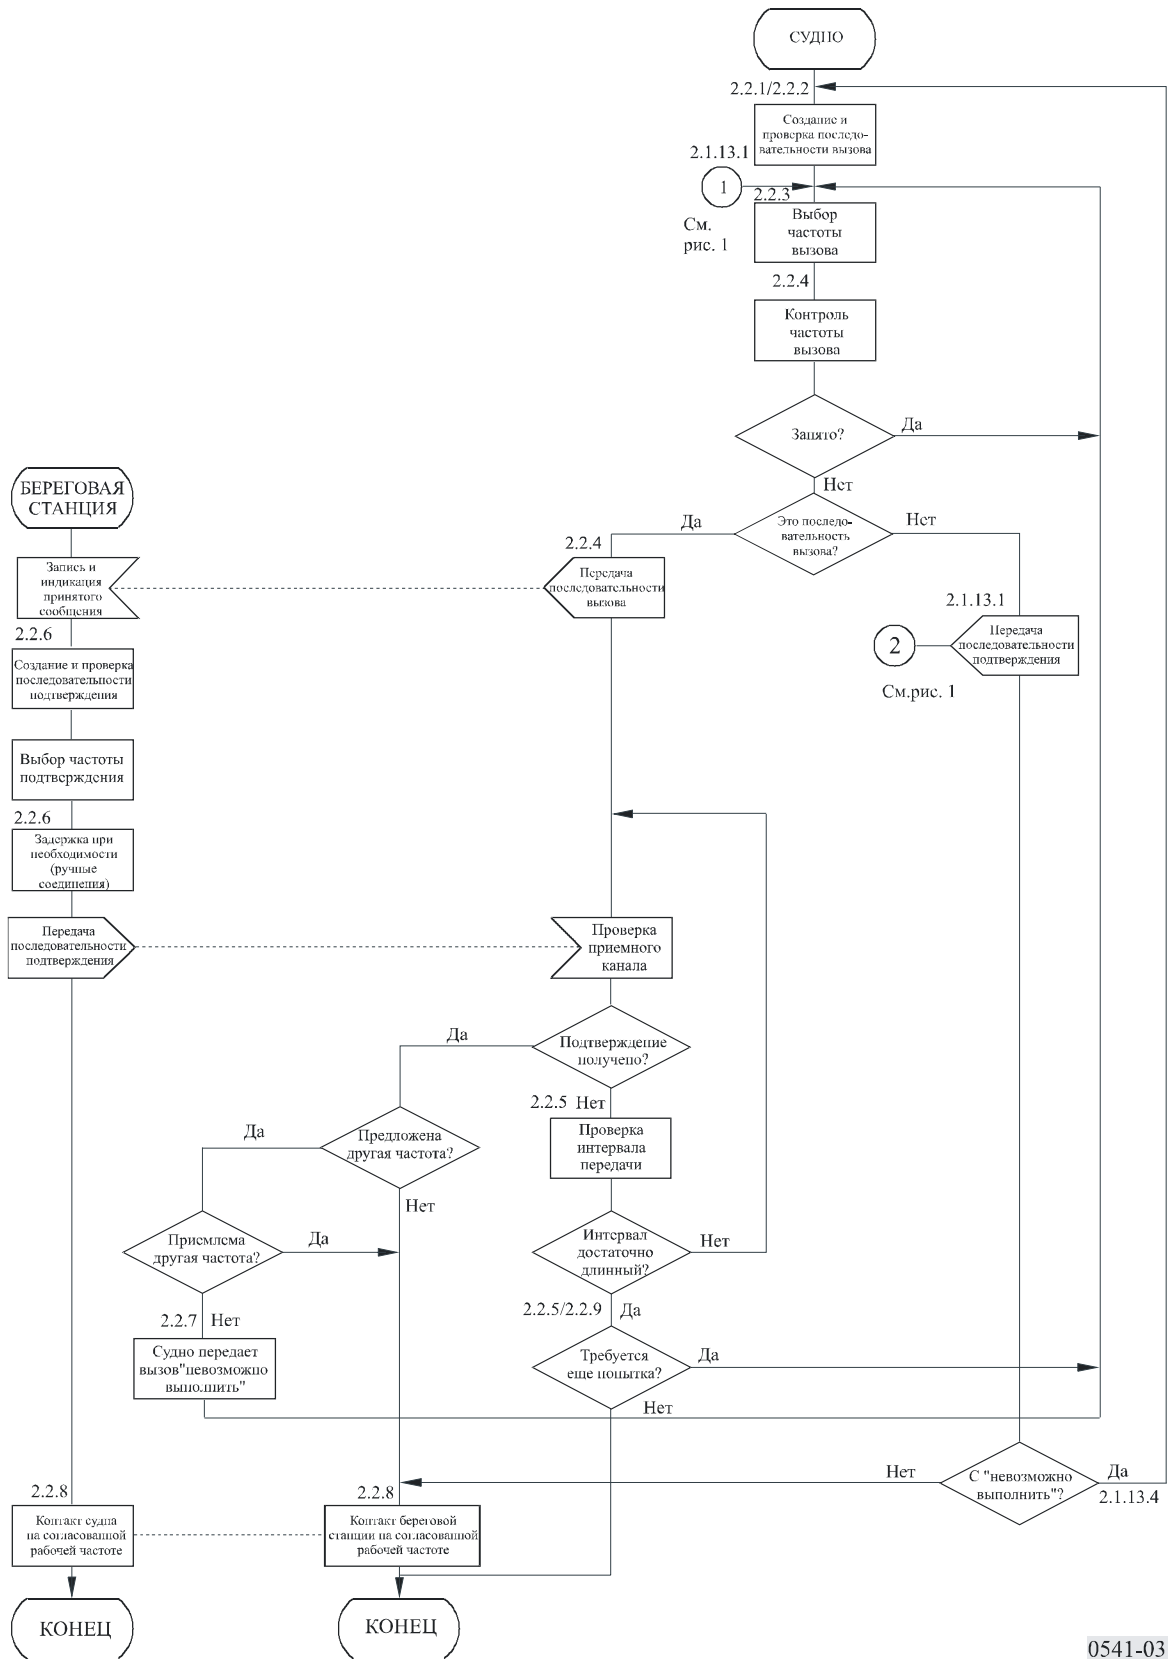 СУДНО
2.2.1/2.2.2
Создание и
проверка последо-
вательности вызова
2.1.13.1
1
2.2.3
См.
рис. 1
Выбор
частоты
вызова
2.2.4
Контроль
частоты
вызова
Занято?
Да
Нет
Это последо-
вательность
вызова?
Да
Нет
БЕРЕГОВАЯ
СТАНЦИЯ
2.2.4
Запись и
индикация
принятого
сообщения
Передача
последовательности
вызова
2.1.13.1
2
Передача
последовательности
подтверждения
См.рис. 1
2.2.6
Создание и проверка
последовательности
подтверждения
Выбор частоты
подтверждения
2.2.6
Задержка при
необходимости
(ручные
соединения)
Передача
последовательности
подтверждения
Проверка
приемного
канала
Да
Подтверждение
получено?
2.2.5 Нет
Да
Предложена
другая частота?
Проверка
интервала
передачи
Нет
Приемлема
другая частота?
Да
Интервал
достаточно
длинный?
Нет
2.2.7 Нет
2.2.5/2.2.9 Да
Судно передает
вызов"невозможно
выполнить"
Требуется
еще попытка?
Да
Нет
Нет
С "невозможно
выполнить"?
Да
2.1.13.4
2.2.8
2.2.8
Контакт судна
на согласованной
рабочей частоте
Контакт береговой
станции на согласованной
рабочей частоте
КОНЕЦ
КОНЕЦ
0541-03